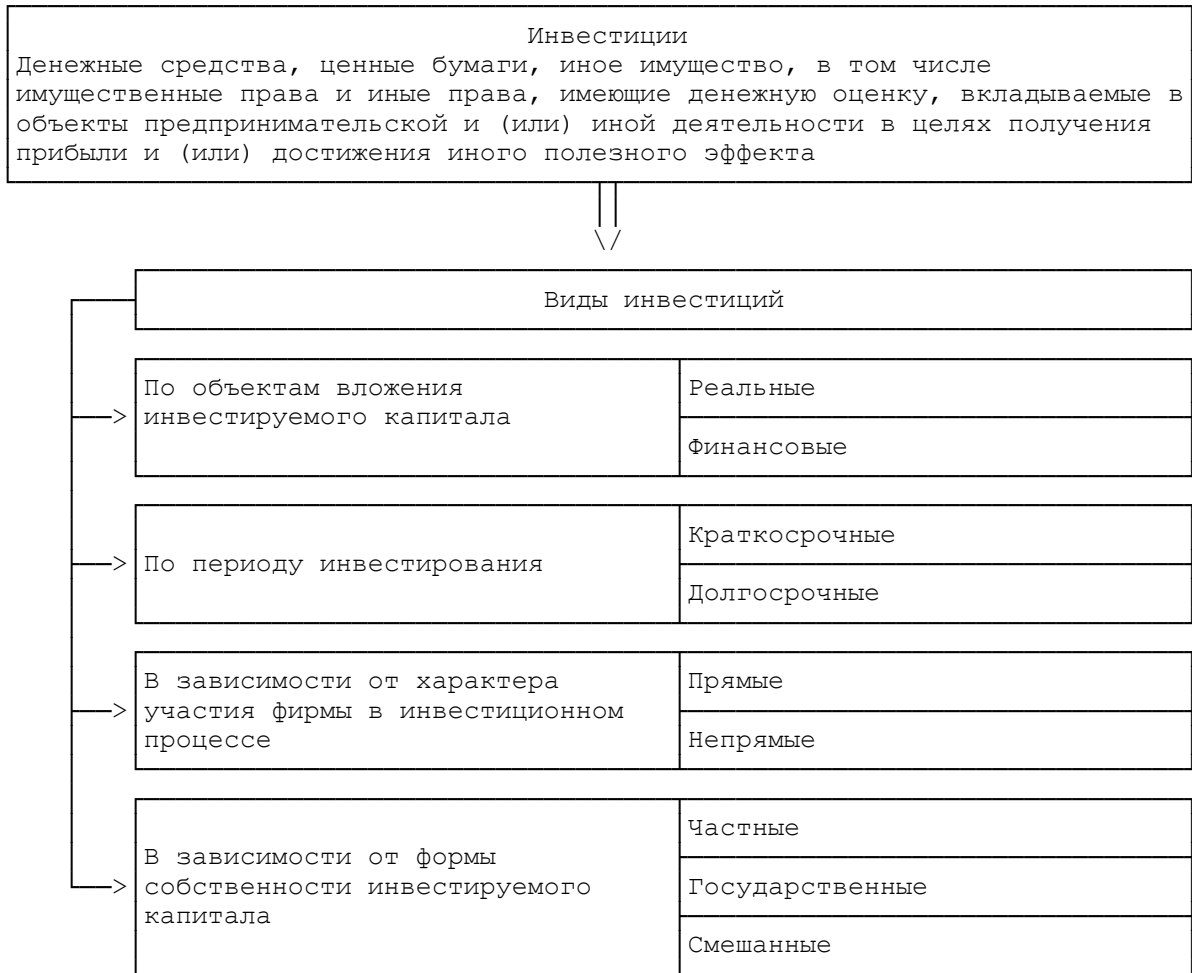 Инвестиции
Денежные средства, ценные бумаги, иное имущество, в том числе
имущественные права и иные права, имеющие денежную оценку, вкладываемые в
объекты предпринимательской и (или) иной деятельности в целях получения
прибыли и (или) достижения иного полезного эффекта
Виды инвестиций
По объектам вложения
инвестируемого капитала
Реальные
Финансовые
По периоду инвестирования
Краткосрочные
Долгосрочные
В зависимости от характера
участия фирмы в инвестиционном
процессе
Прямые
Непрямые
В зависимости от формы
собственности инвестируемого
капитала
Частные
Государственные
Смешанные